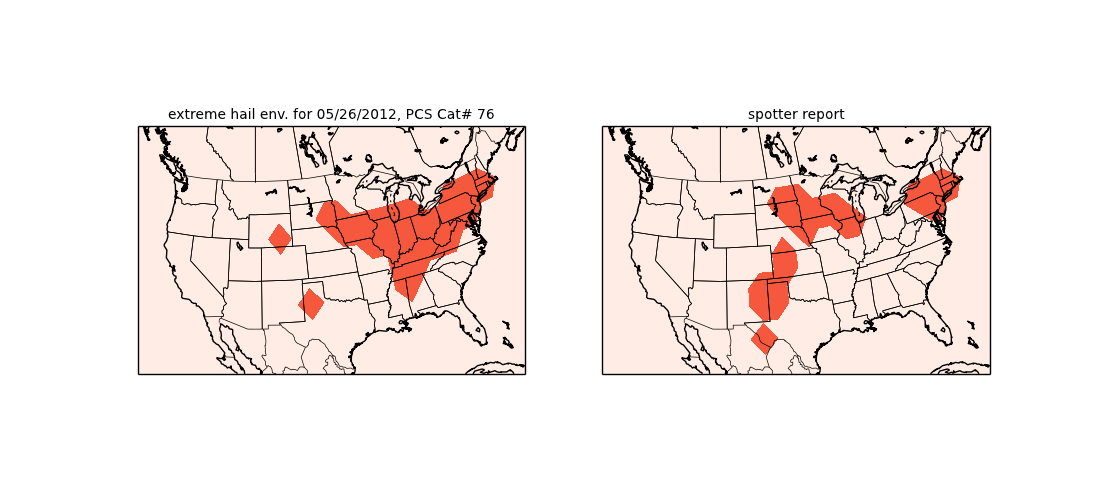 extreme hail env. for 05/26/2012, PCS Cat# 76
spotter report